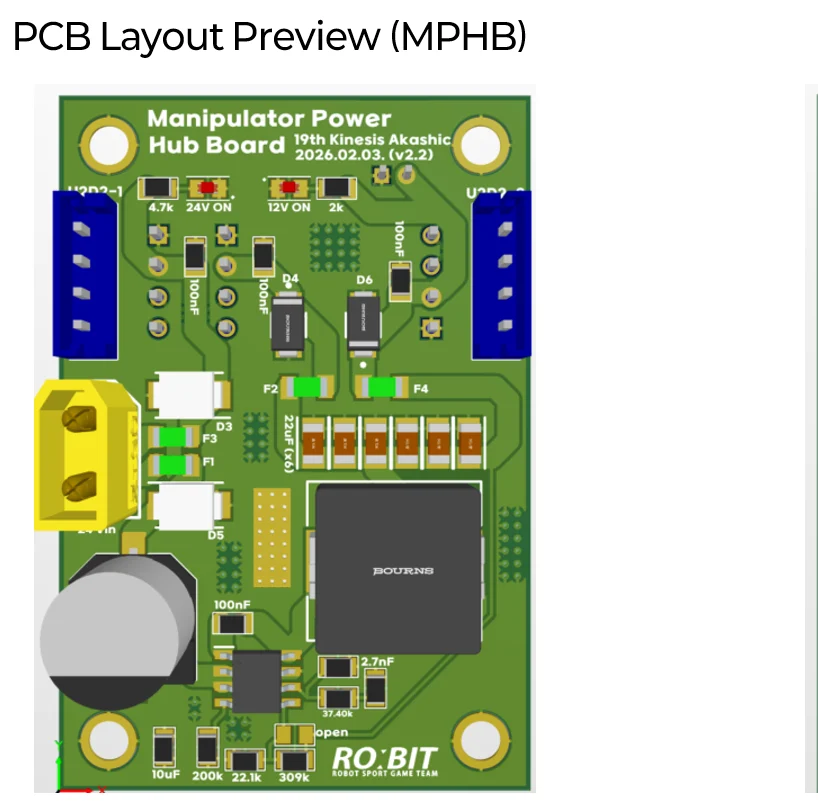 PCB Layout Preview (MPHB)
Manipulator Power
Hub Board
19th Kinesis Akashic
2026.02.03. (v2.2)
4.7k
24V ON
12V ON
2k
100nF
100nF
100nF
D4
D6
BOURNS
BOURNS
F2
F4
D3
F3
F1
22uF (x6)
D5
BOURNS
100nF
2.7nF
37.40k
open
10uF
200k
22.1k
309k
RO:BIT
ROBOT SPORT GAME TEAM
Y
X